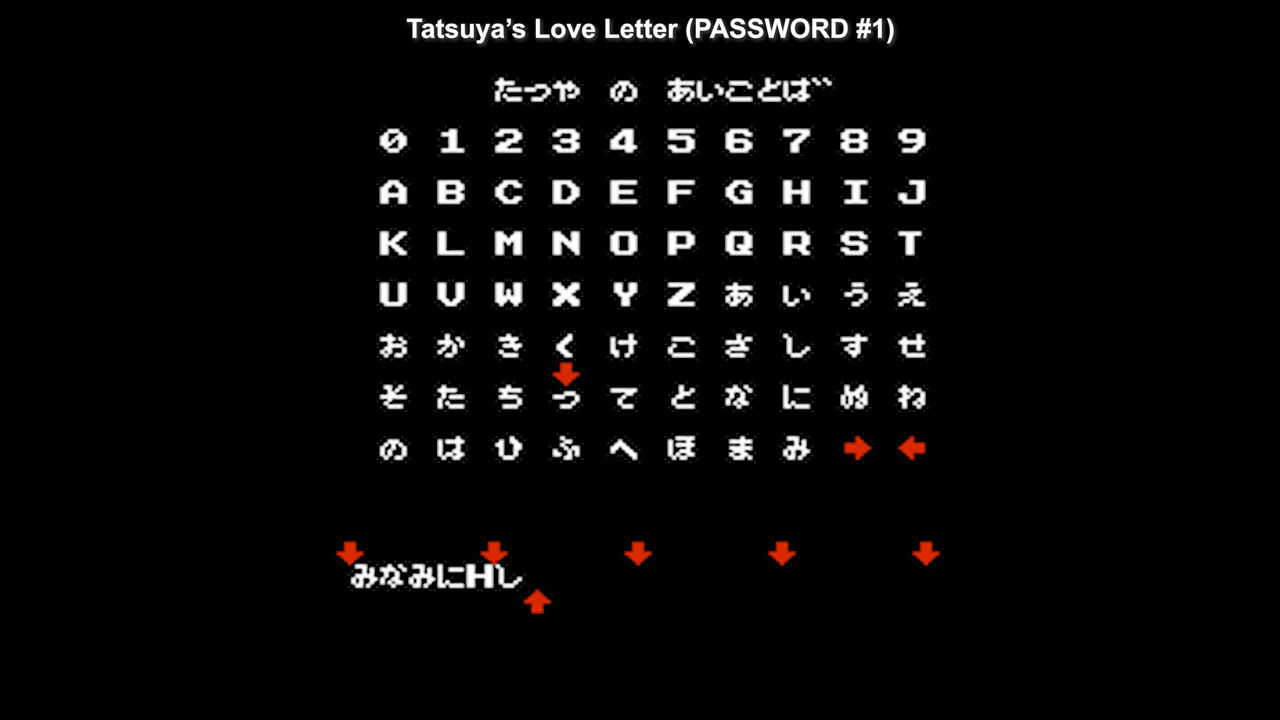 Tatsuya’s Love Letter (PASSWORD #1)
たつや の あいことば゛
0 1 2 3 4 5 6 7 8 9
A B C D E F G H I J
K L M N O P Q R S T
U V W X Y Z あ い う え
お か き く け こ さ し す せ
そ た ち つ て と な に ぬ ね
の は ひ ふ へ ほ ま み → ←
みなみにHし